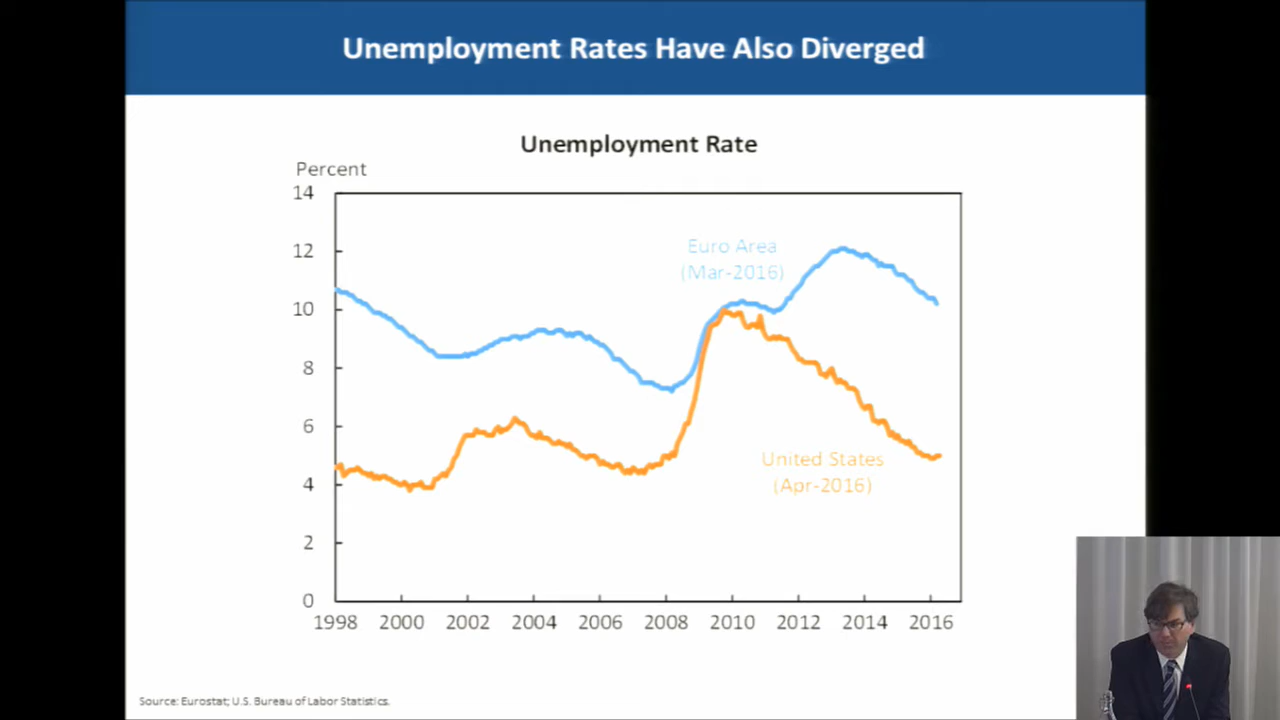 Unemployment Rates Have Also Diverged
Unemployment Rate
Percent
14
12
10
8
6
4
2
0
Euro Area
(Mar-2016)
United States
(Apr-2016)
1998 2000 2002 2004 2006 2008 2010 2012 2014 2016
Source: Eurostat; U.S. Bureau of Labor Statistics.